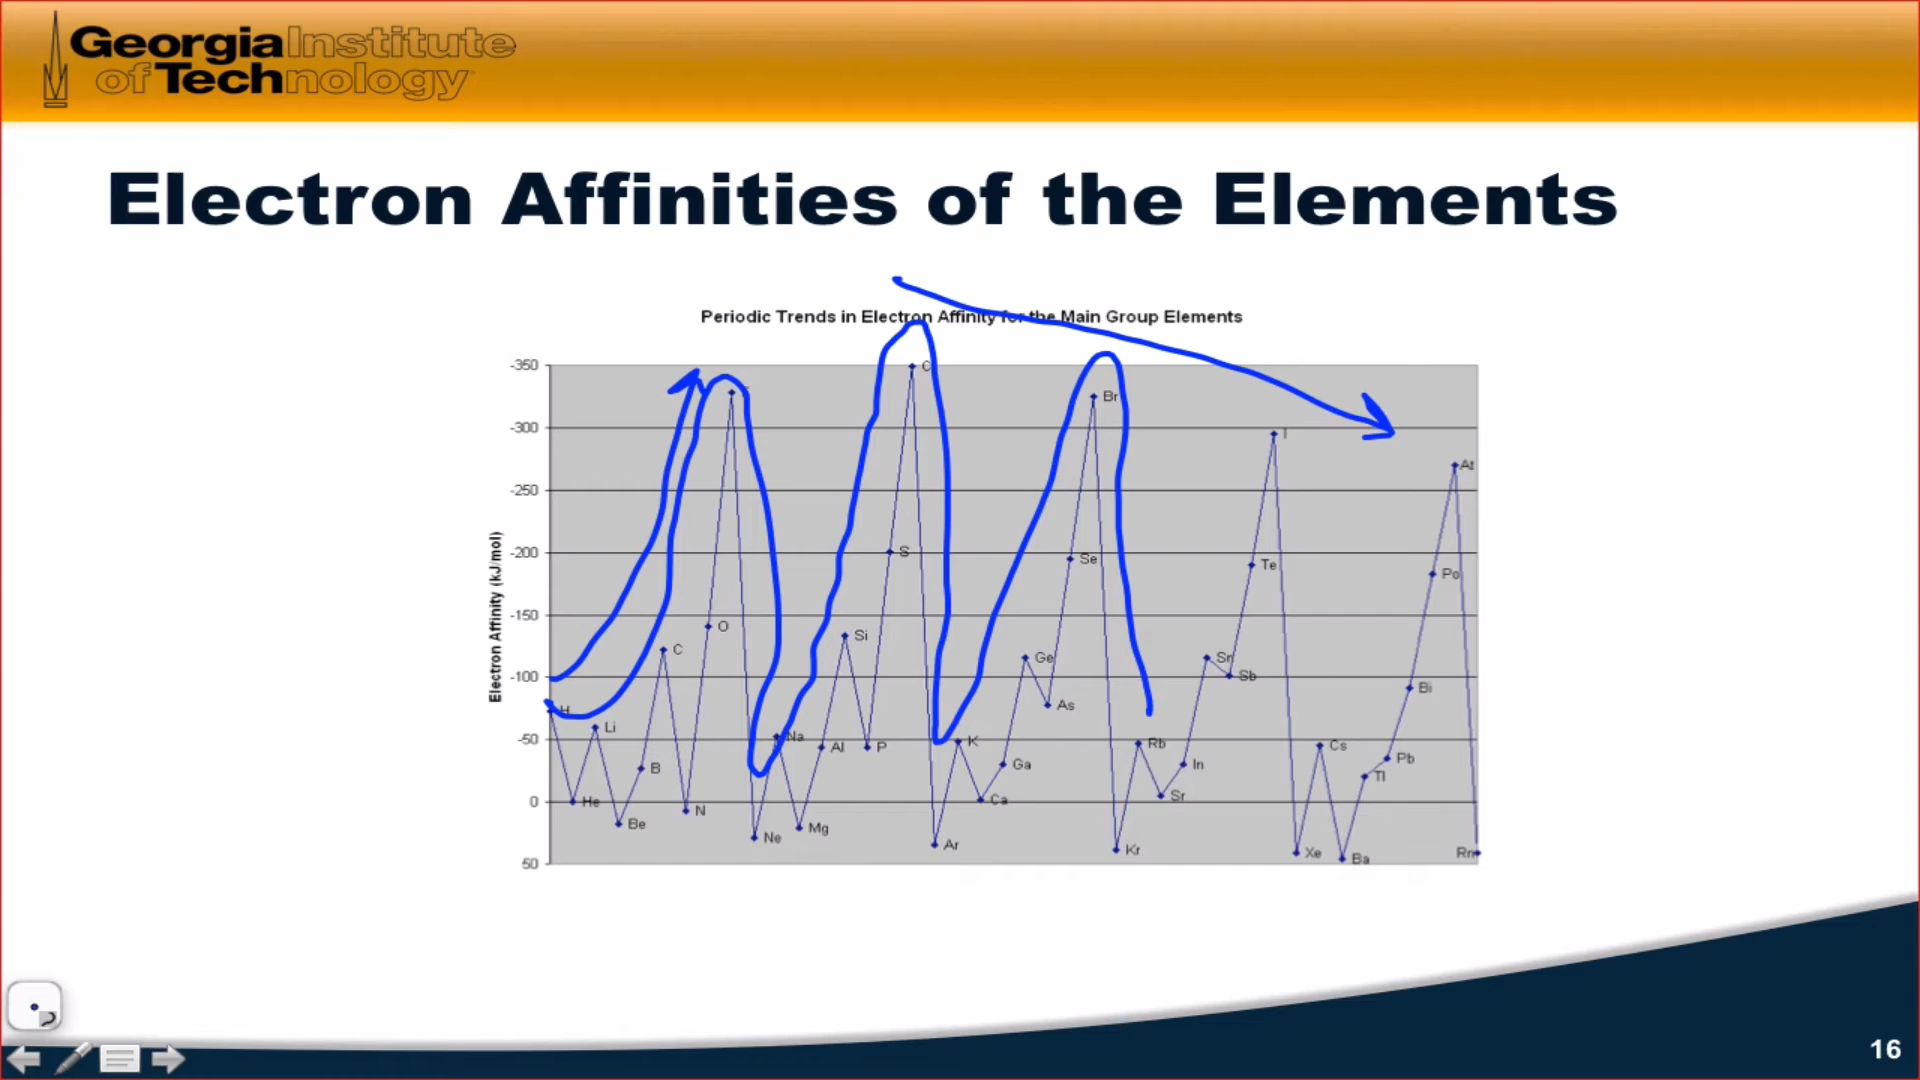 Georgia Institute
of Technology
Electron Affinities of the Elements
Periodic Trends in Electron Affinity for the Main Group Elements
Electron Affinity (kJ/mol)
-350
-300
-250
-200
-150
-100
-50
0
50
H
He
Li
Be
B
C
N
O
Ne
Na
Mg
Al
Si
P
S
Ar
K
Ca
Ga
Ge
As
Se
Br
Kr
Rb
Sr
In
Sn
Sb
Te
I
Xe
Cs
Ba
Tl
Pb
Bi
Po
At
Rn
16